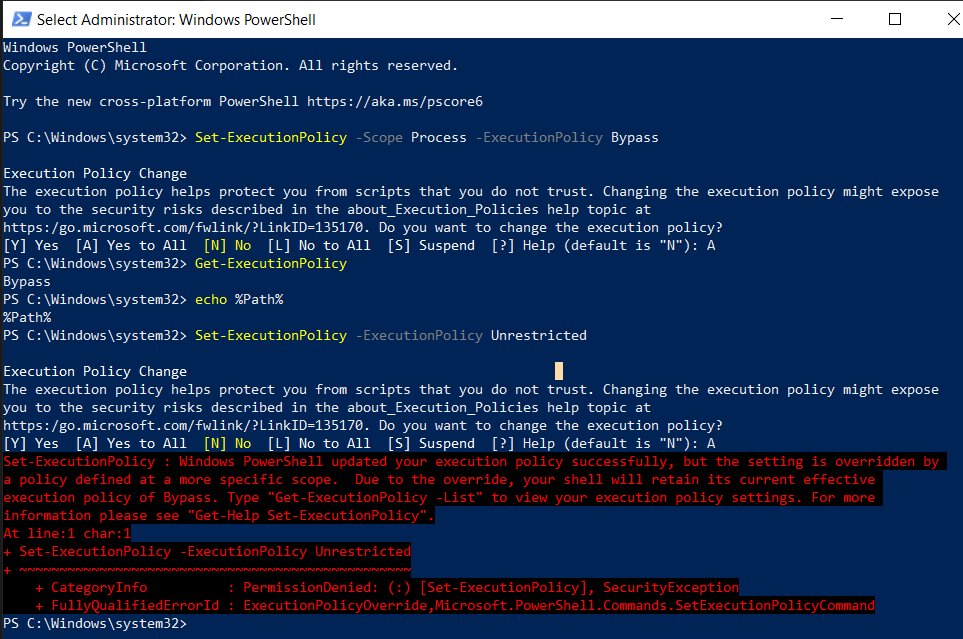 Select Administrator: Windows PowerShell
Windows PowerShell
Copyright (C) Microsoft Corporation. All rights reserved.
Try the new cross-platform PowerShell https://aka.ms/pscore6
PS C:\Windows\system32> Set-ExecutionPolicy -Scope Process -ExecutionPolicy Bypass
Execution Policy Change
The execution policy helps protect you from scripts that you do not trust. Changing the execution policy might expose
you to the security risks described in the about_Execution_Policies help topic at
https:/go.microsoft.com/fwlink/?LinkID=135170. Do you want to change the execution policy?
[Y] Yes  [A] Yes to All  [N] No  [L] No to All  [S] Suspend  [?] Help (default is "N"): A
PS C:\Windows\system32> Get-ExecutionPolicy
Bypass
PS C:\Windows\system32> echo %Path%
%Path%
PS C:\Windows\system32> Set-ExecutionPolicy -ExecutionPolicy Unrestricted
Execution Policy Change
The execution policy helps protect you from scripts that you do not trust. Changing the execution policy might expose
you to the security risks described in the about_Execution_Policies help topic at
https:/go.microsoft.com/fwlink/?LinkID=135170. Do you want to change the execution policy?
[Y] Yes  [A] Yes to All  [N] No  [L] No to All  [S] Suspend  [?] Help (default is "N"): A
Set-ExecutionPolicy : Windows PowerShell updated your execution policy successfully, but the setting is overridden by
a policy defined at a more specific scope.  Due to the override, your shell will retain its current effective
execution policy of Bypass. Type "Get-ExecutionPolicy -List" to view your execution policy settings. For more
information please see "Get-Help Set-ExecutionPolicy".
At line:1 char:1
+ Set-ExecutionPolicy -ExecutionPolicy Unrestricted
+ ~~~~~~~~~~~~~~~~~~~~~~~~~~~~~~~~~~~~~~~~~~~~~~~~~
    + CategoryInfo          : PermissionDenied: (:) [Set-ExecutionPolicy], SecurityException
    + FullyQualifiedErrorId : ExecutionPolicyOverride,Microsoft.PowerShell.Commands.SetExecutionPolicyCommand
PS C:\Windows\system32>